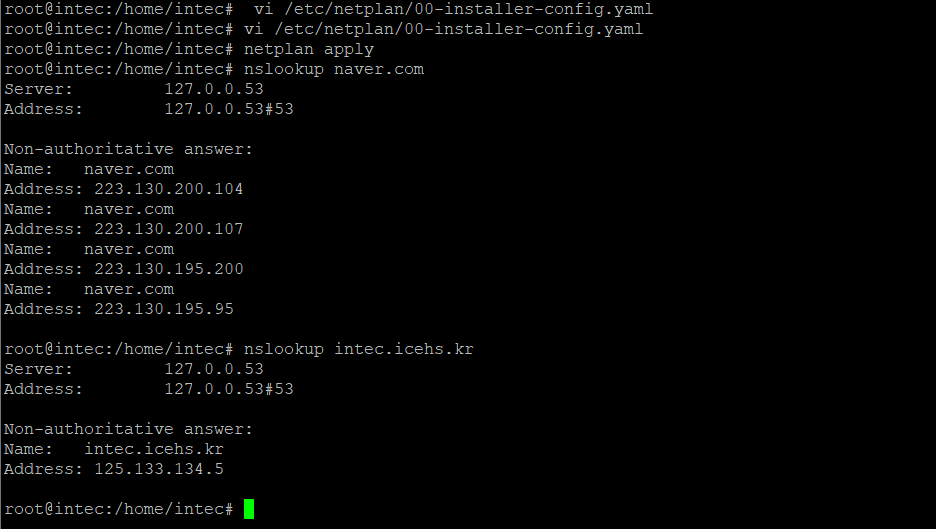 root@intec:/home/intec#  vi /etc/netplan/00-installer-config.yaml
root@intec:/home/intec# vi /etc/netplan/00-installer-config.yaml
root@intec:/home/intec# netplan apply
root@intec:/home/intec# nslookup naver.com
Server:         127.0.0.53
Address:        127.0.0.53#53

Non-authoritative answer:
Name:   naver.com
Address: 223.130.200.104
Name:   naver.com
Address: 223.130.200.107
Name:   naver.com
Address: 223.130.195.200
Name:   naver.com
Address: 223.130.195.95

root@intec:/home/intec# nslookup intec.icehs.kr
Server:         127.0.0.53
Address:        127.0.0.53#53

Non-authoritative answer:
Name:   intec.icehs.kr
Address: 125.133.134.5

root@intec:/home/intec#